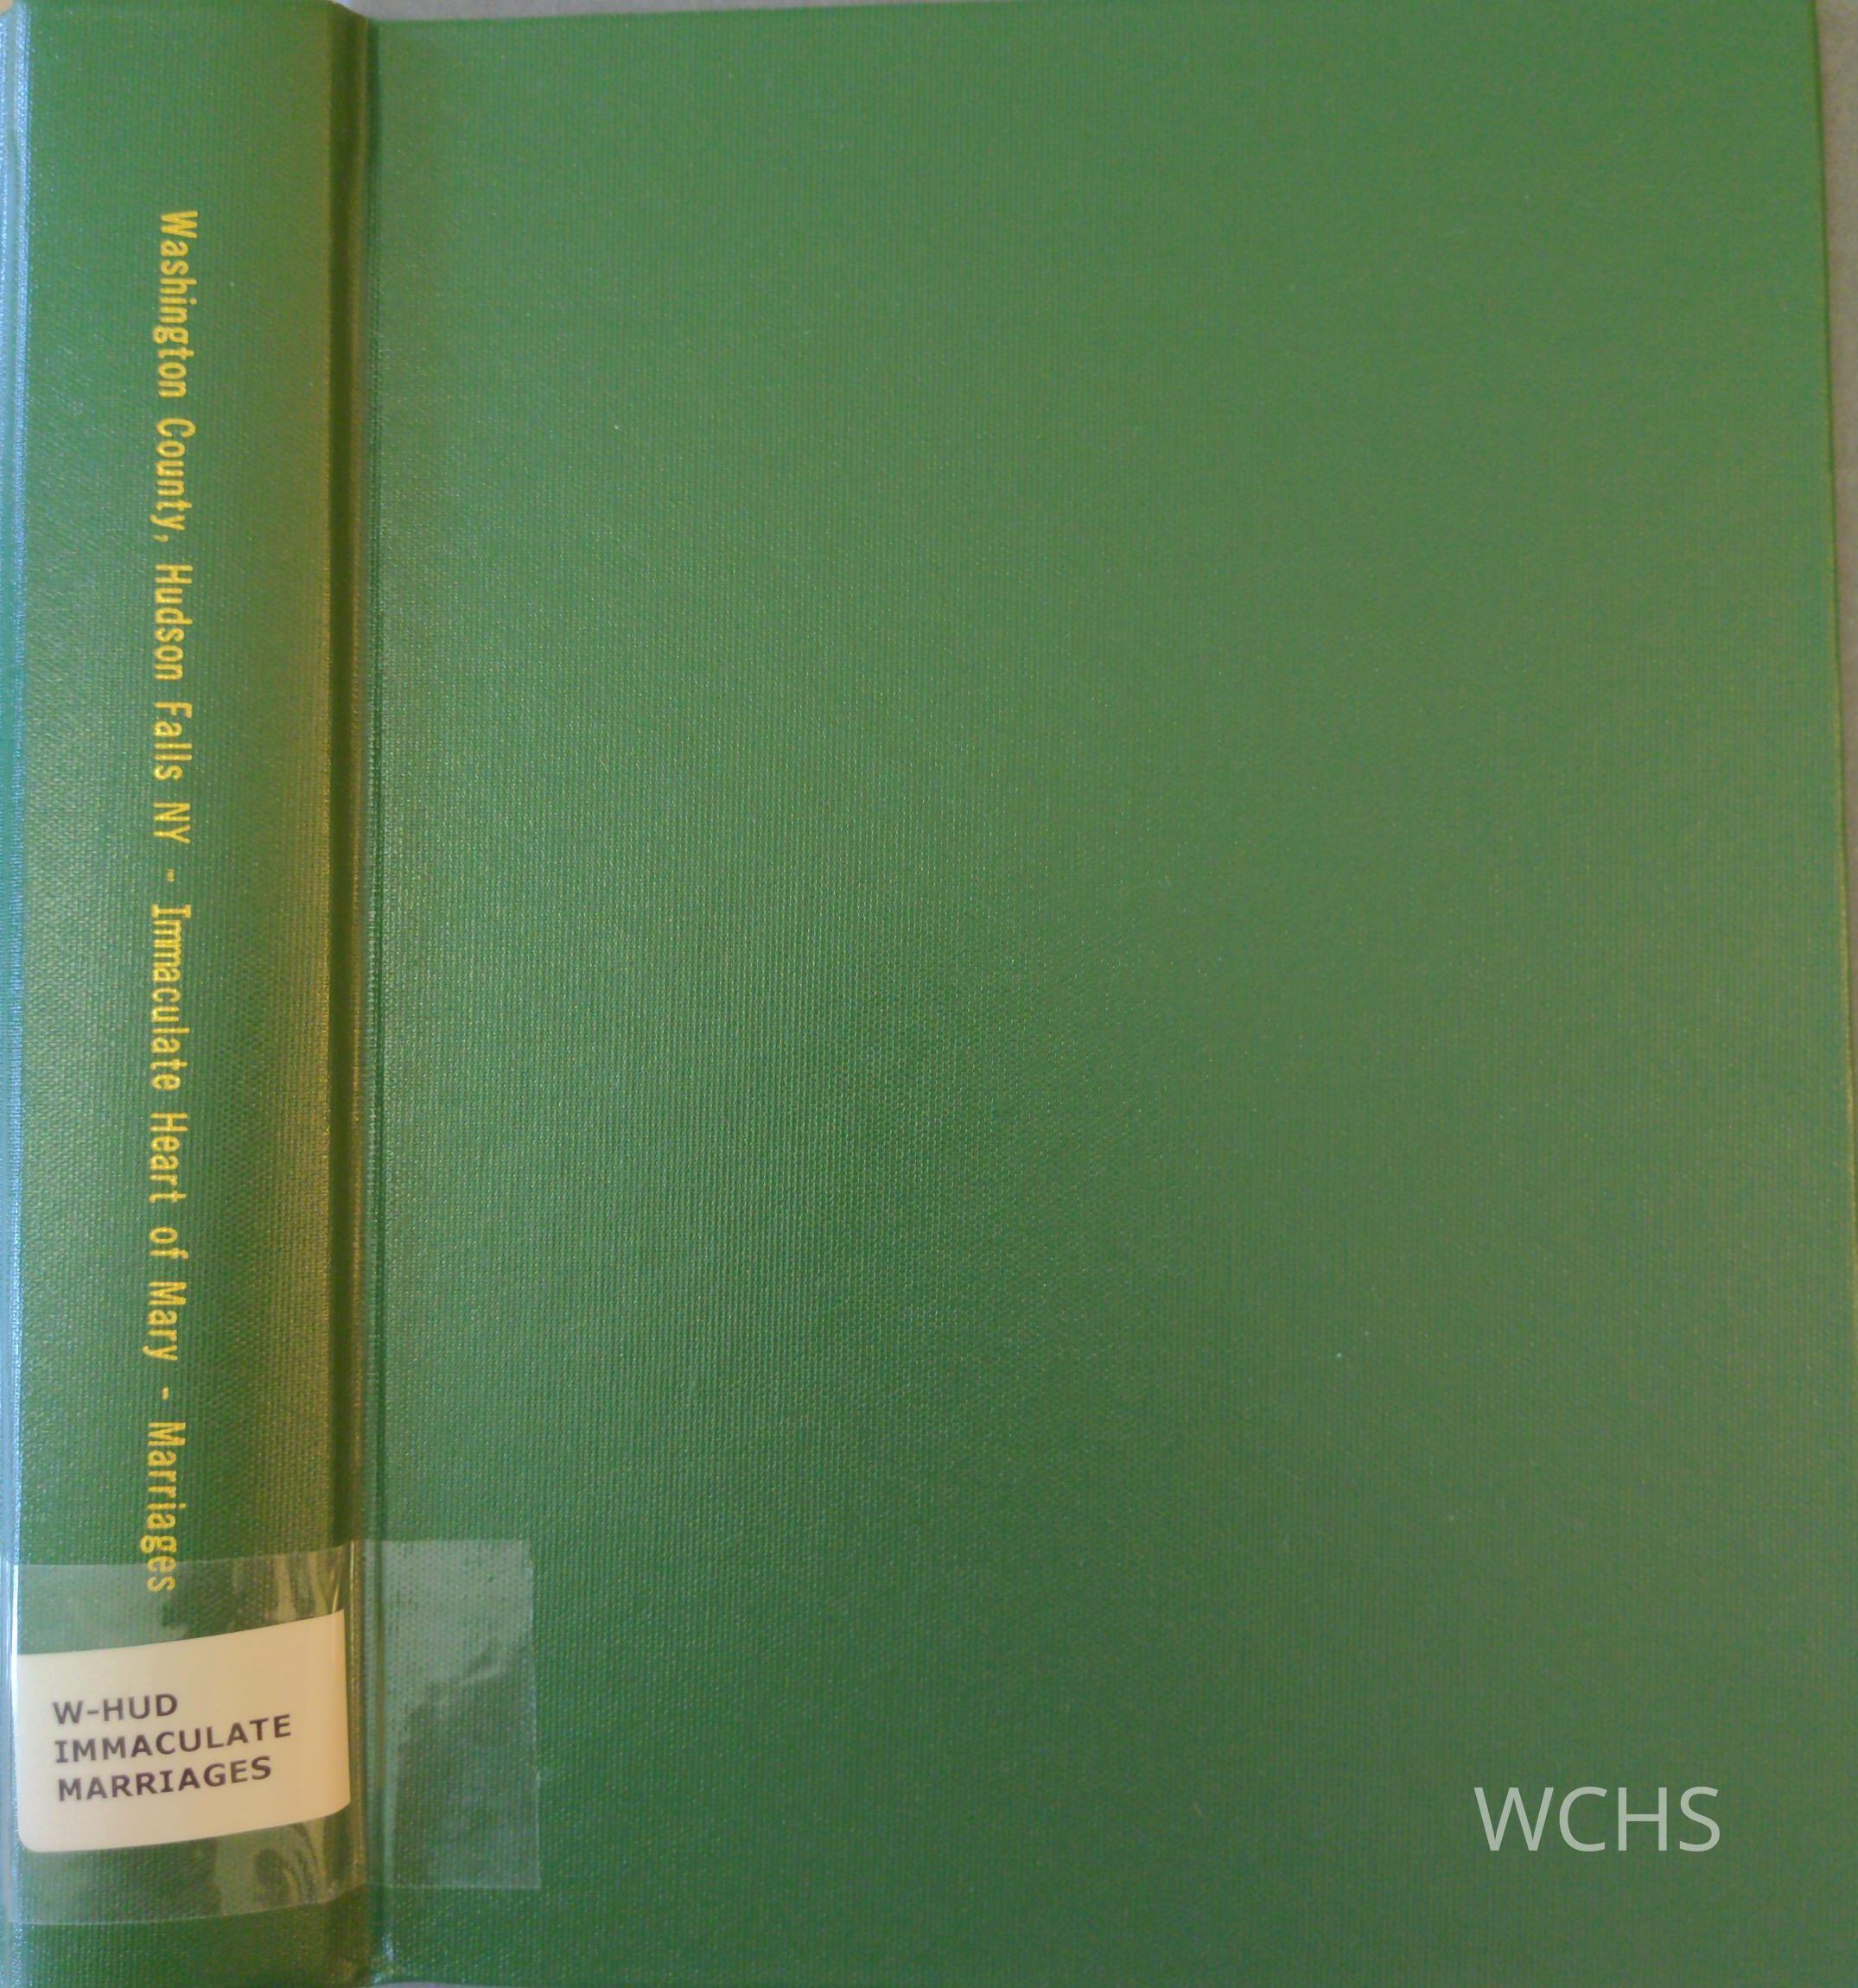 Washington County, Hudson Falls NY - Immaculate Heart of Mary - Marriages
W-HUD
IMMACULATE
MARRIAGES
WCHS